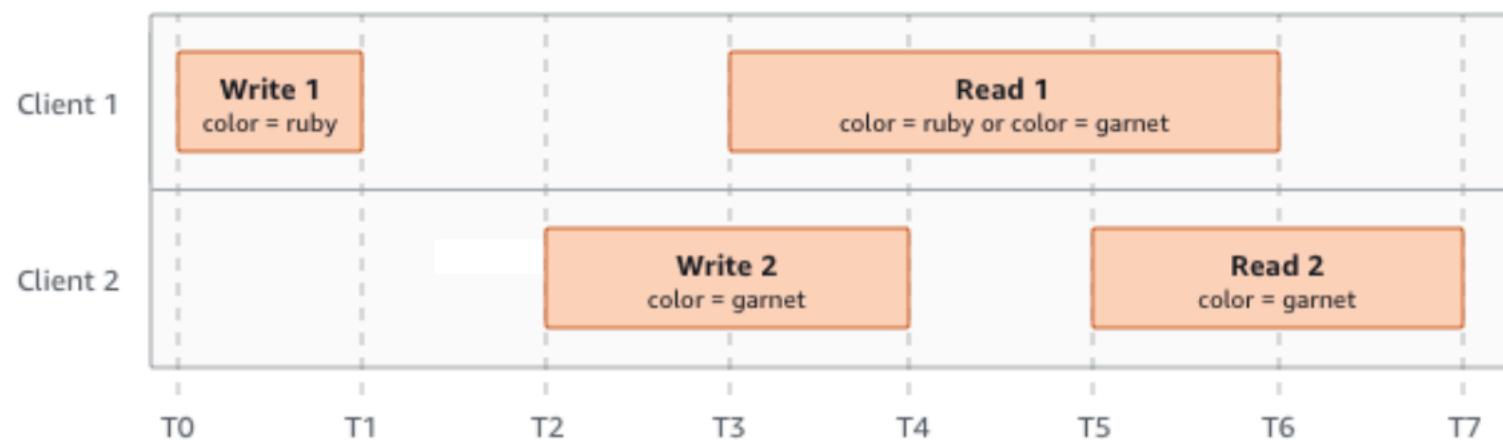 Client 1
Write 1
color = ruby
Read 1
color = ruby or color = garnet
Client 2
Write 2
color = garnet
Read 2
color = garnet
T0 T1 T2 T3 T4 T5 T6 T7